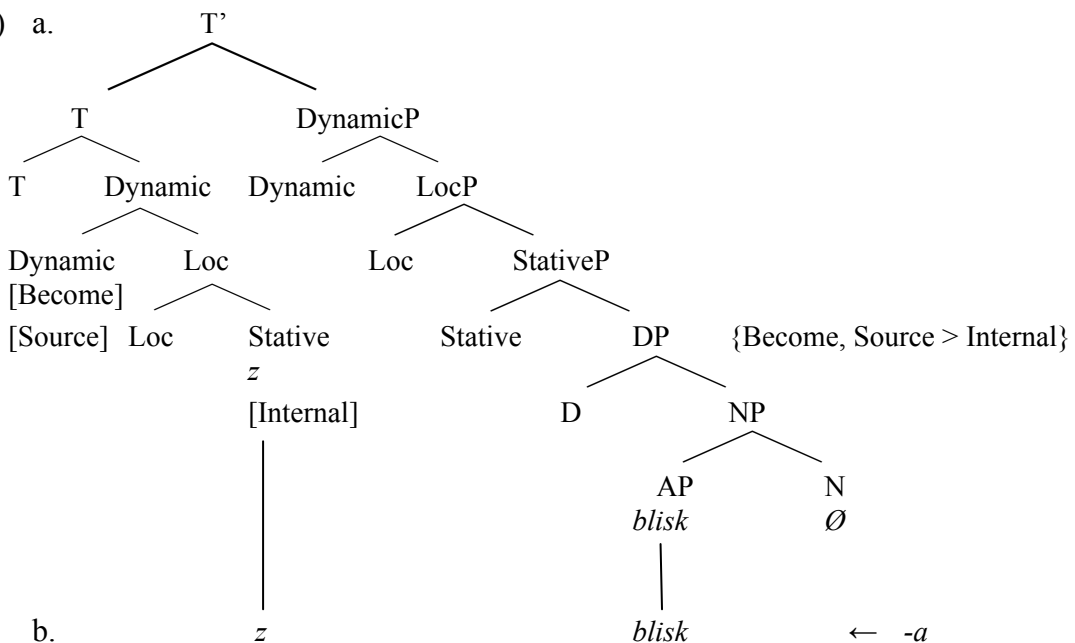 ) a. T’
T DynamicP
T Dynamic Dynamic LocP
Dynamic Loc Loc StativeP
[Become]
[Source] Loc Stative Stative DP {Become, Source > Internal}
z
[Internal] D NP
AP N
blisk Ø
b. z blisk ← -a